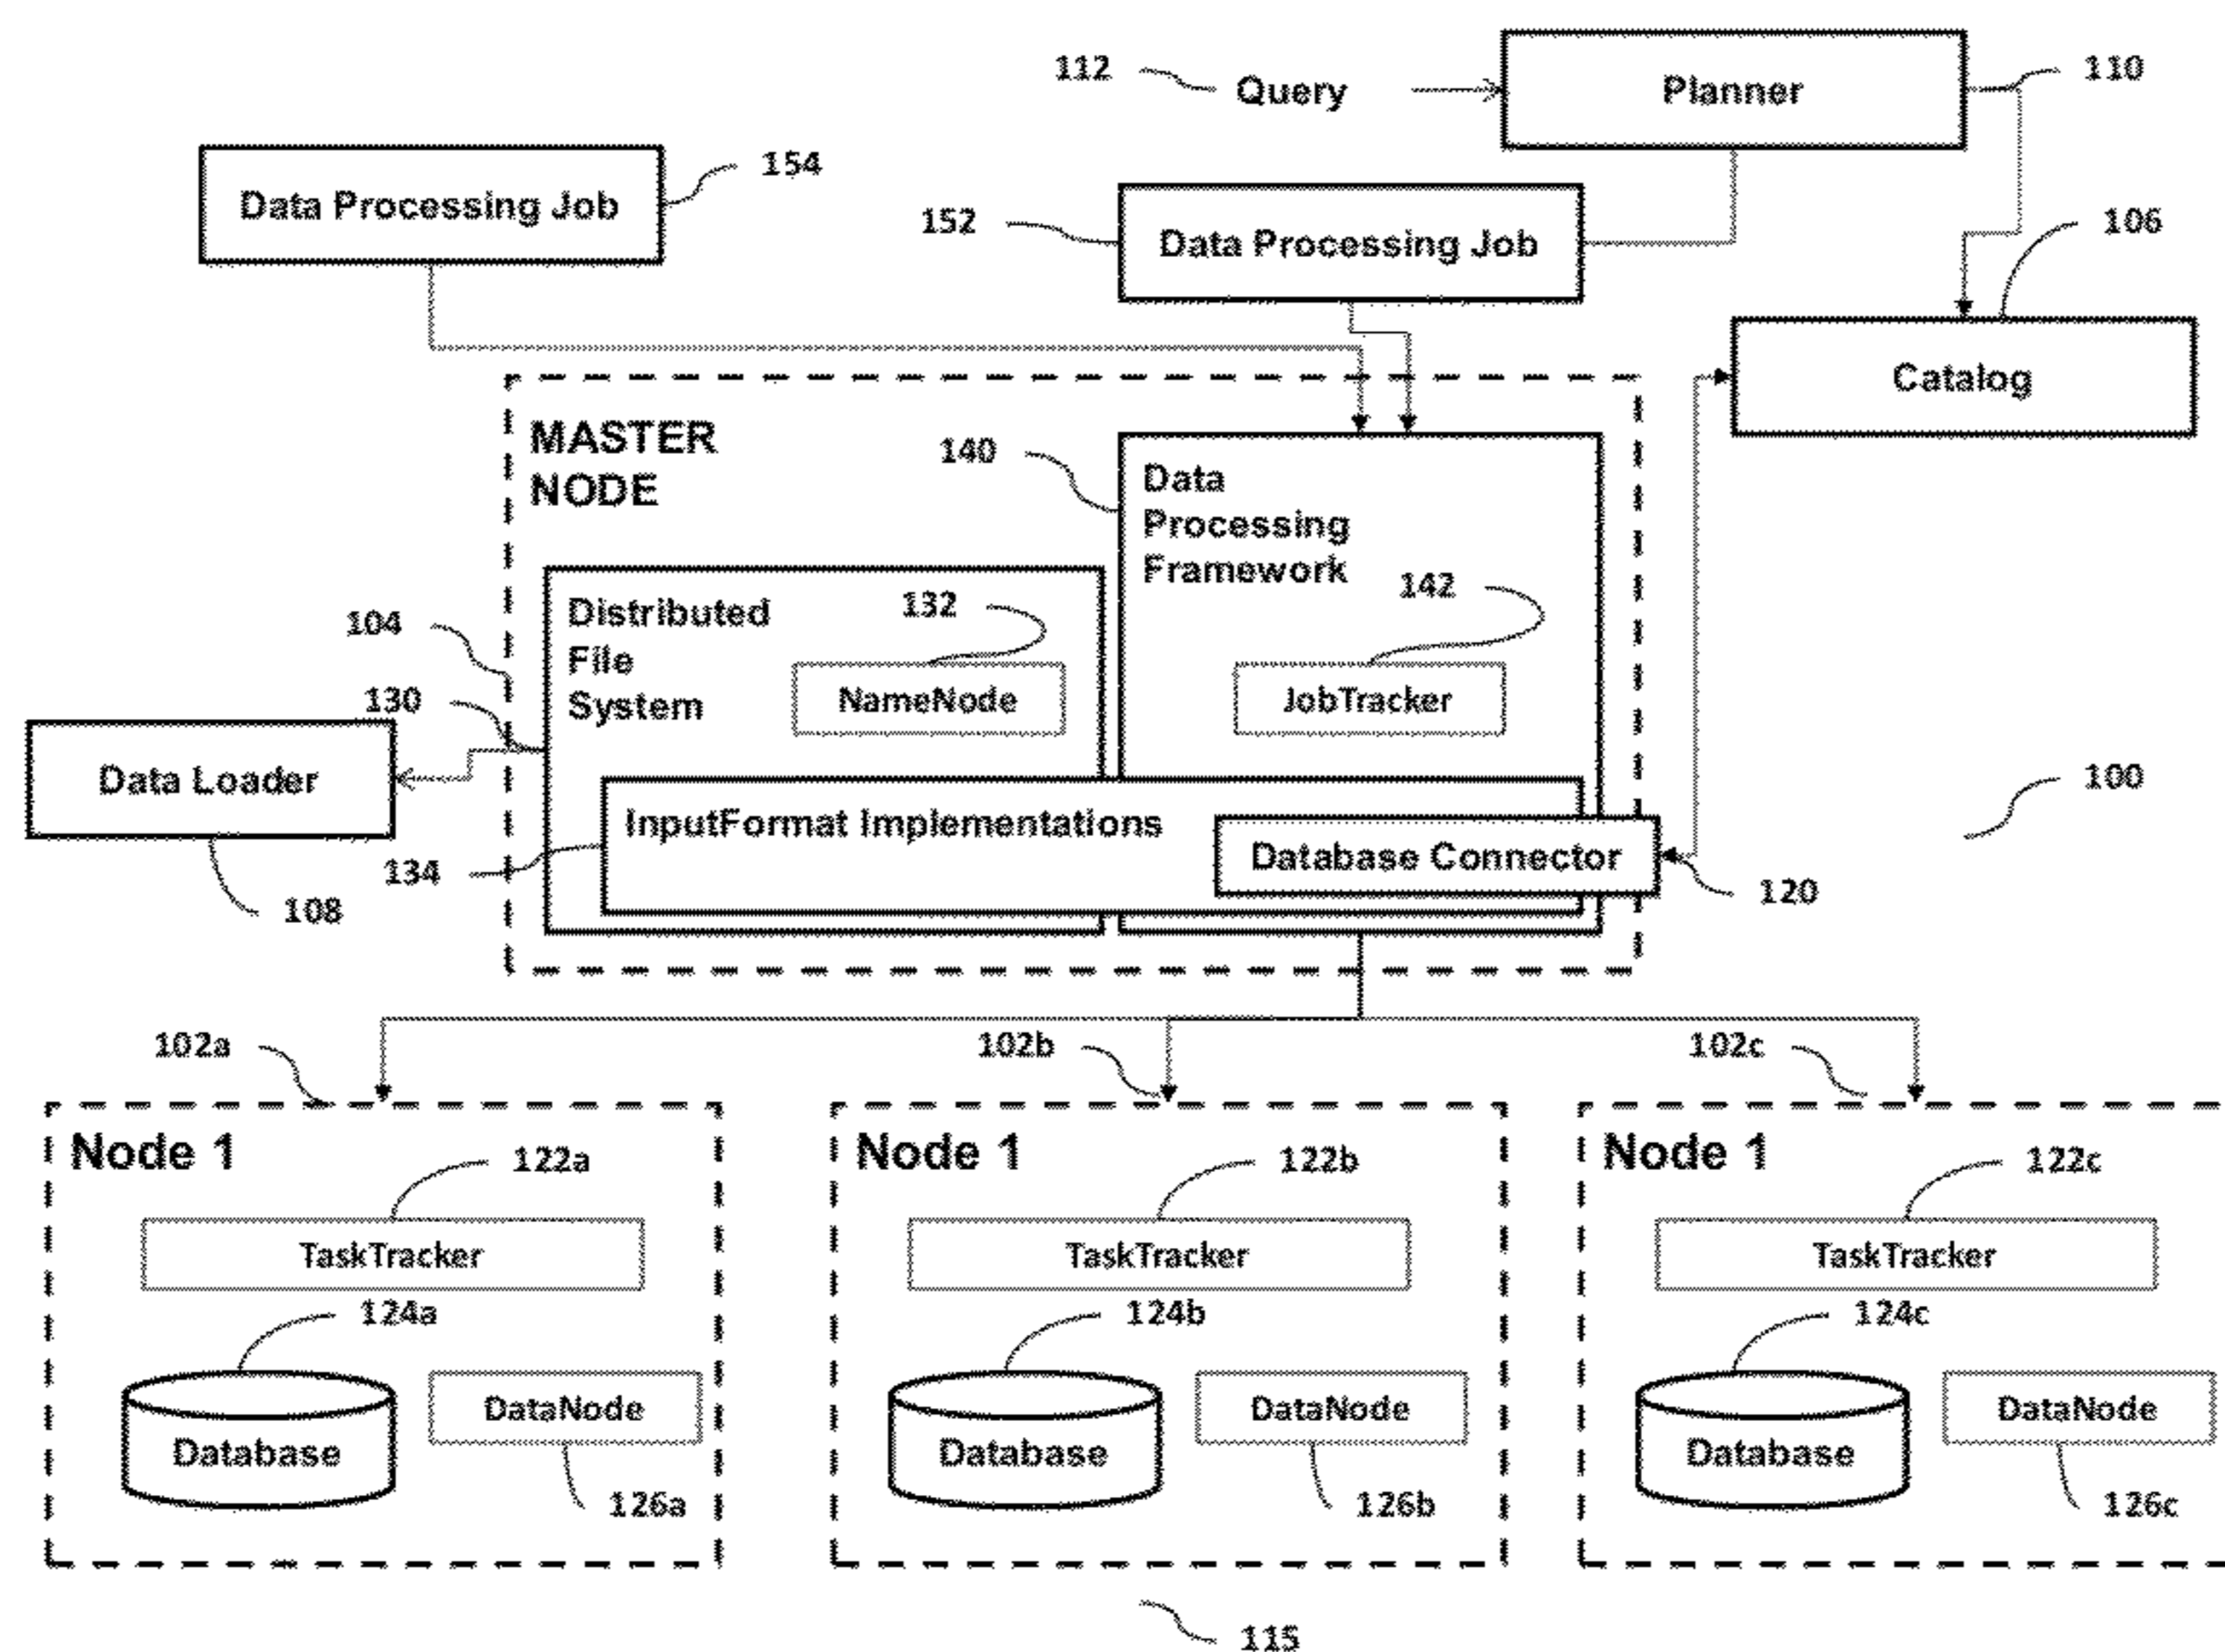 112
Query
Planner
110
154
Data Processing Job
152
Data Processing Job
106
Catalog
MASTER
NODE
140
Data
Processing
Framework
142
JobTracker
Distributed
File
System
132
NameNode
104
130
Data Loader
108
InputFormat Implementations
134
Database Connector
120
100
102a
102b
102c
Node 1
122a
TaskTracker
124a
Database
DataNode
126a
Node 1
122b
TaskTracker
124b
Database
DataNode
126b
Node 1
122c
TaskTracker
124c
Database
DataNode
126c
115